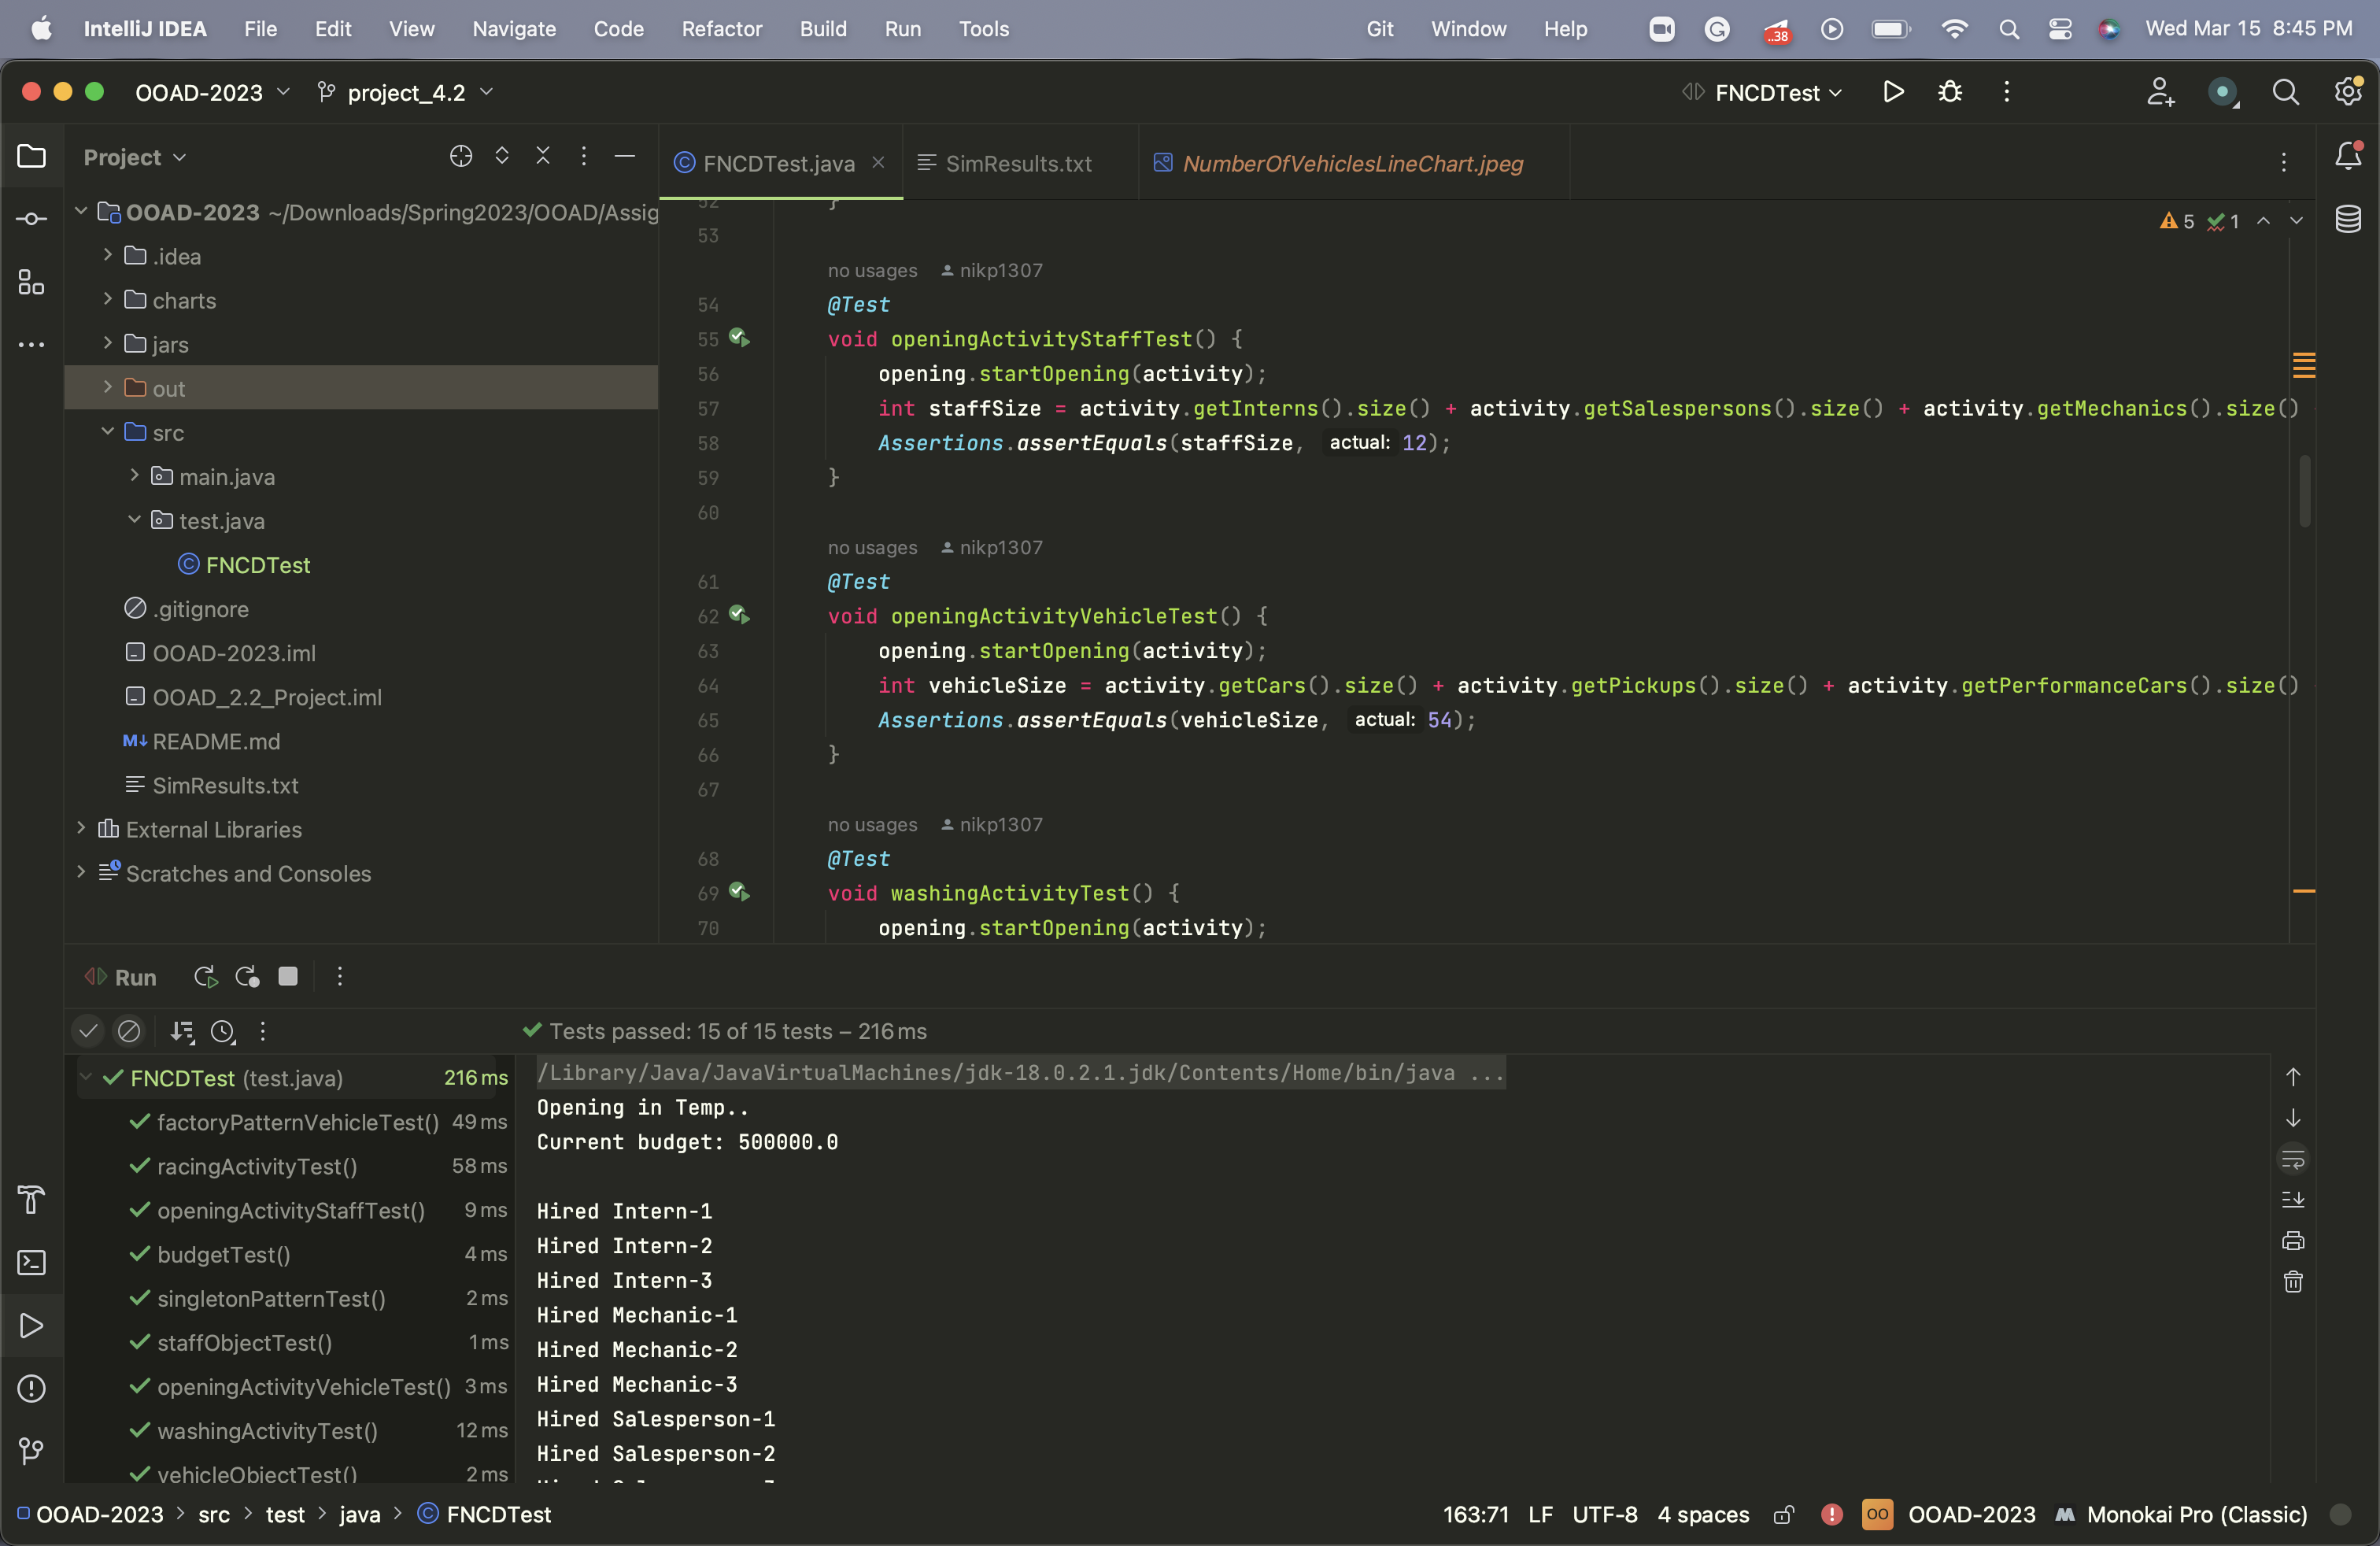 IntelliJ IDEA File Edit View Navigate Code Refactor Build Run Tools Git Window Help ..38 Wed Mar 15 8:45 PM
OOAD-2023 project_4.2 FNCDTest
Project
FNCDTest.java SimResults.txt NumberOfVehiclesLineChart.jpeg
OOAD-2023 ~/Downloads/Spring2023/OOAD/Assig
.idea
charts
jars
out
src
main.java
test.java
FNCDTest
.gitignore
OOAD-2023.iml
OOAD_2.2_Project.iml
M↓ README.md
SimResults.txt
External Libraries
Scratches and Consoles
5 1
52 }
53
no usages nikp1307
54 @Test
55 void openingActivityStaffTest() {
56 opening.startOpening(activity);
57 int staffSize = activity.getInterns().size() + activity.getSalespersons().size() + activity.getMechanics().size()
58 Assertions.assertEquals(staffSize, actual: 12);
59 }
60
no usages nikp1307
61 @Test
62 void openingActivityVehicleTest() {
63 opening.startOpening(activity);
64 int vehicleSize = activity.getCars().size() + activity.getPickups().size() + activity.getPerformanceCars().size()
65 Assertions.assertEquals(vehicleSize, actual: 54);
66 }
67
no usages nikp1307
68 @Test
69 void washingActivityTest() {
70 opening.startOpening(activity);
Run
Tests passed: 15 of 15 tests – 216 ms
FNCDTest (test.java) 216 ms
factoryPatternVehicleTest() 49 ms
racingActivityTest() 58 ms
openingActivityStaffTest() 9 ms
budgetTest() 4 ms
singletonPatternTest() 2 ms
staffObjectTest() 1 ms
openingActivityVehicleTest() 3 ms
washingActivityTest() 12 ms
vehicleObjectTest() 2 ms
/Library/Java/JavaVirtualMachines/jdk-18.0.2.1.jdk/Contents/Home/bin/java ...
Opening in Temp..
Current budget: 500000.0
Hired Intern-1
Hired Intern-2
Hired Intern-3
Hired Mechanic-1
Hired Mechanic-2
Hired Mechanic-3
Hired Salesperson-1
Hired Salesperson-2
OOAD-2023 > src > test > java > FNCDTest 163:71 LF UTF-8 4 spaces OO OOAD-2023 Monokai Pro (Classic)